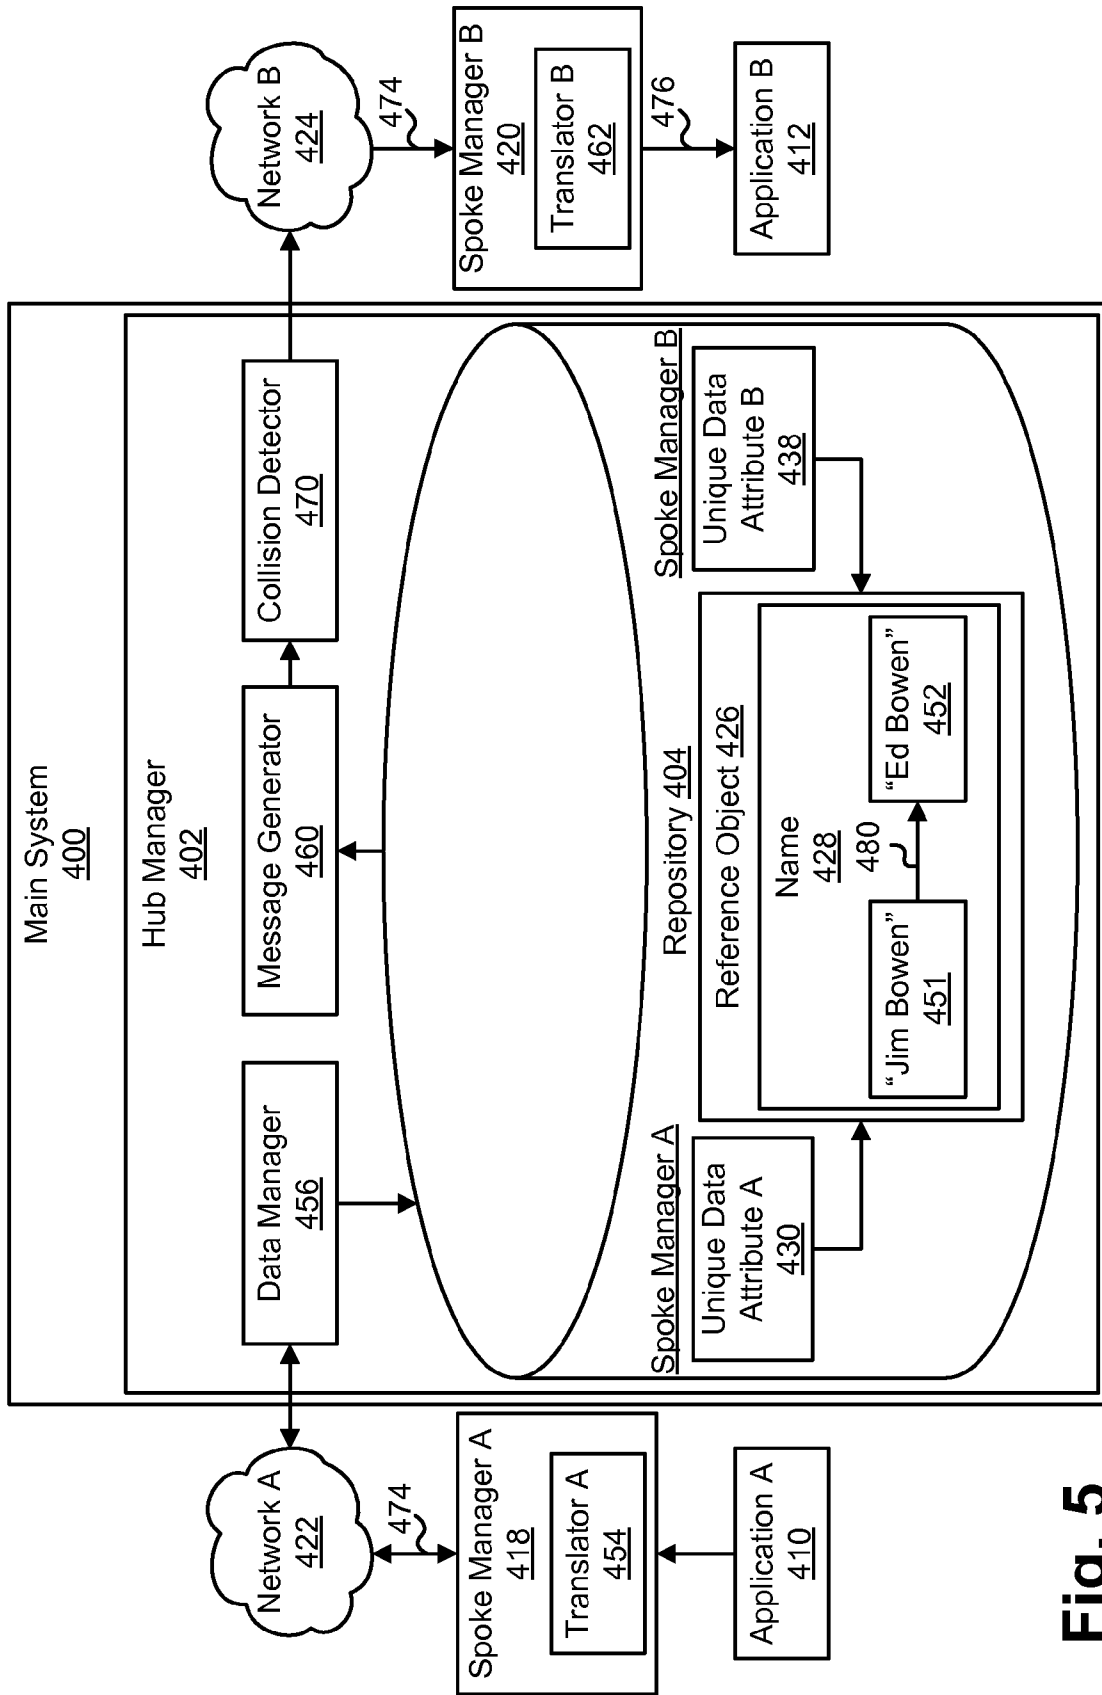 Main System
400
Hub Manager
402
Network A
422
474
Spoke Manager A
418
Translator A
454
Application A
410
Data Manager
456
Message Generator
460
Collision Detector
470
Network B
424
474
Spoke Manager B
420
Translator B
462
476
Application B
412
Repository 404
Spoke Manager A
Unique Data
Attribute A
430
Reference Object 426
Name
428
480
"Jim Bowen"
451
"Ed Bowen"
452
Spoke Manager B
Unique Data
Attribute B
438
Fig. 5